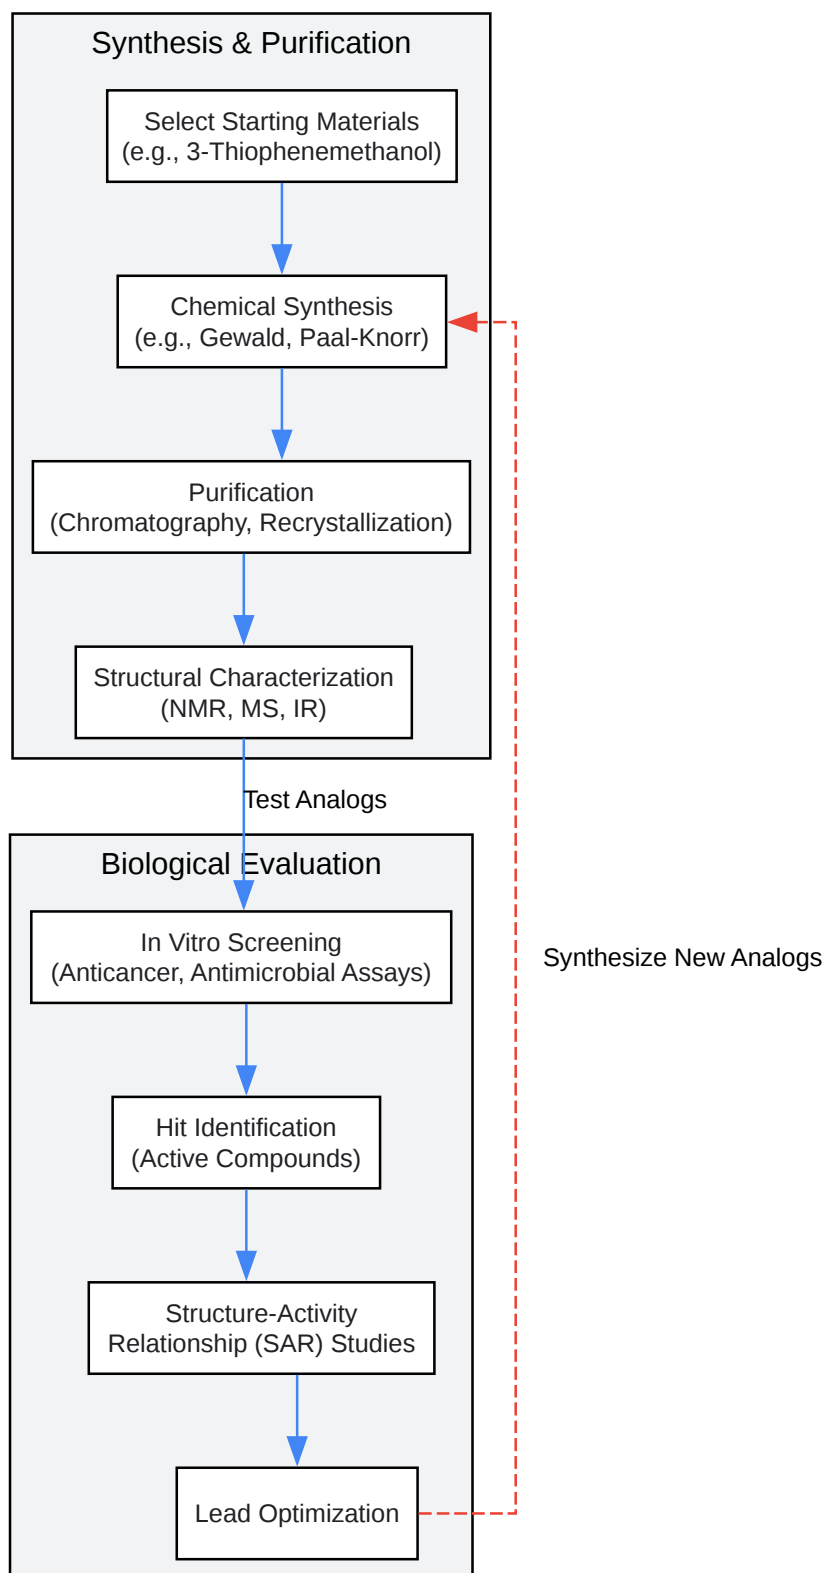 Synthesis & Purification
Select Starting Materials
(e.g., 3-Thiophenemethanol)
Chemical Synthesis
(e.g., Gewald, Paal-Knorr)
Purification
(Chromatography, Recrystallization)
Structural Characterization
(NMR, MS, IR)
Test Analogs
Biological Evaluation
In Vitro Screening
(Anticancer, Antimicrobial Assays)
Synthesize New Analogs
Hit Identification
(Active Compounds)
Structure-Activity
Relationship (SAR) Studies
Lead Optimization